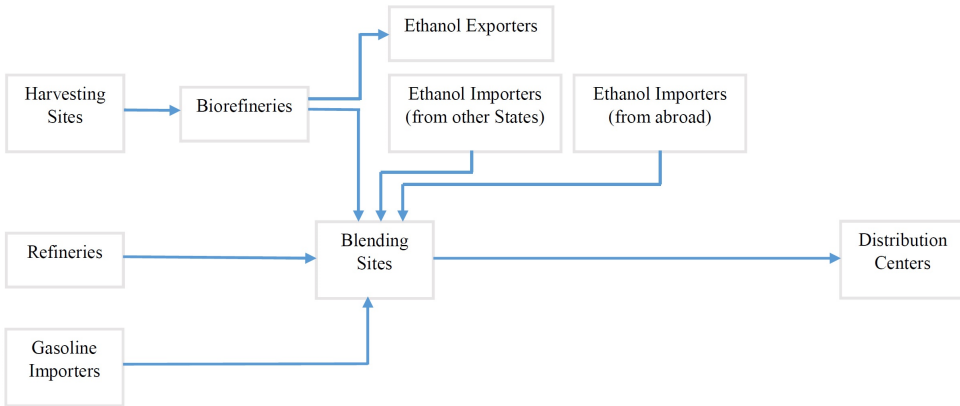 Ethanol Exporters
Harvesting
Sites
Biorefineries
Ethanol Importers
(from other States)
Ethanol Importers
(from abroad)
Refineries
Blending
Sites
Distribution
Centers
Gasoline
Importers